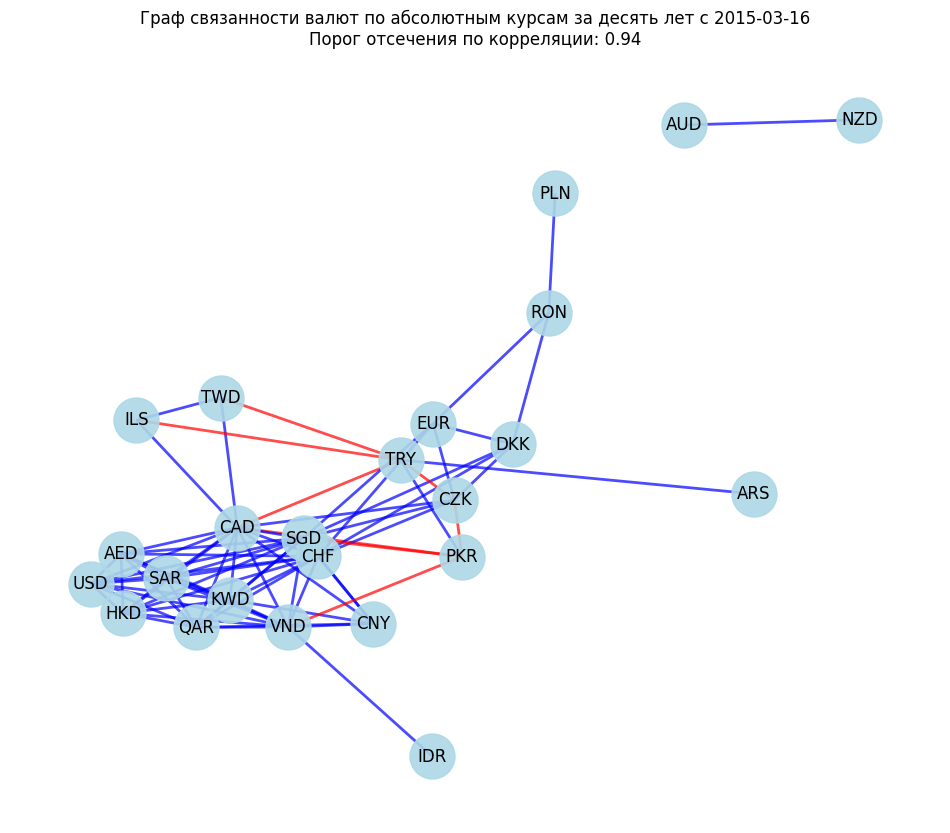 Граф связанности валют по абсолютным курсам за десять лет с 2015-03-16
Порог отсечения по корреляции: 0.94
AUD
NZD
PLN
RON
TWD
ILS
EUR
DKK
TRY
ARS
CZK
CAD
SGD
CHF
PKR
AED
SAR
USD
KWD
HKD
QAR
VND
CNY
IDR